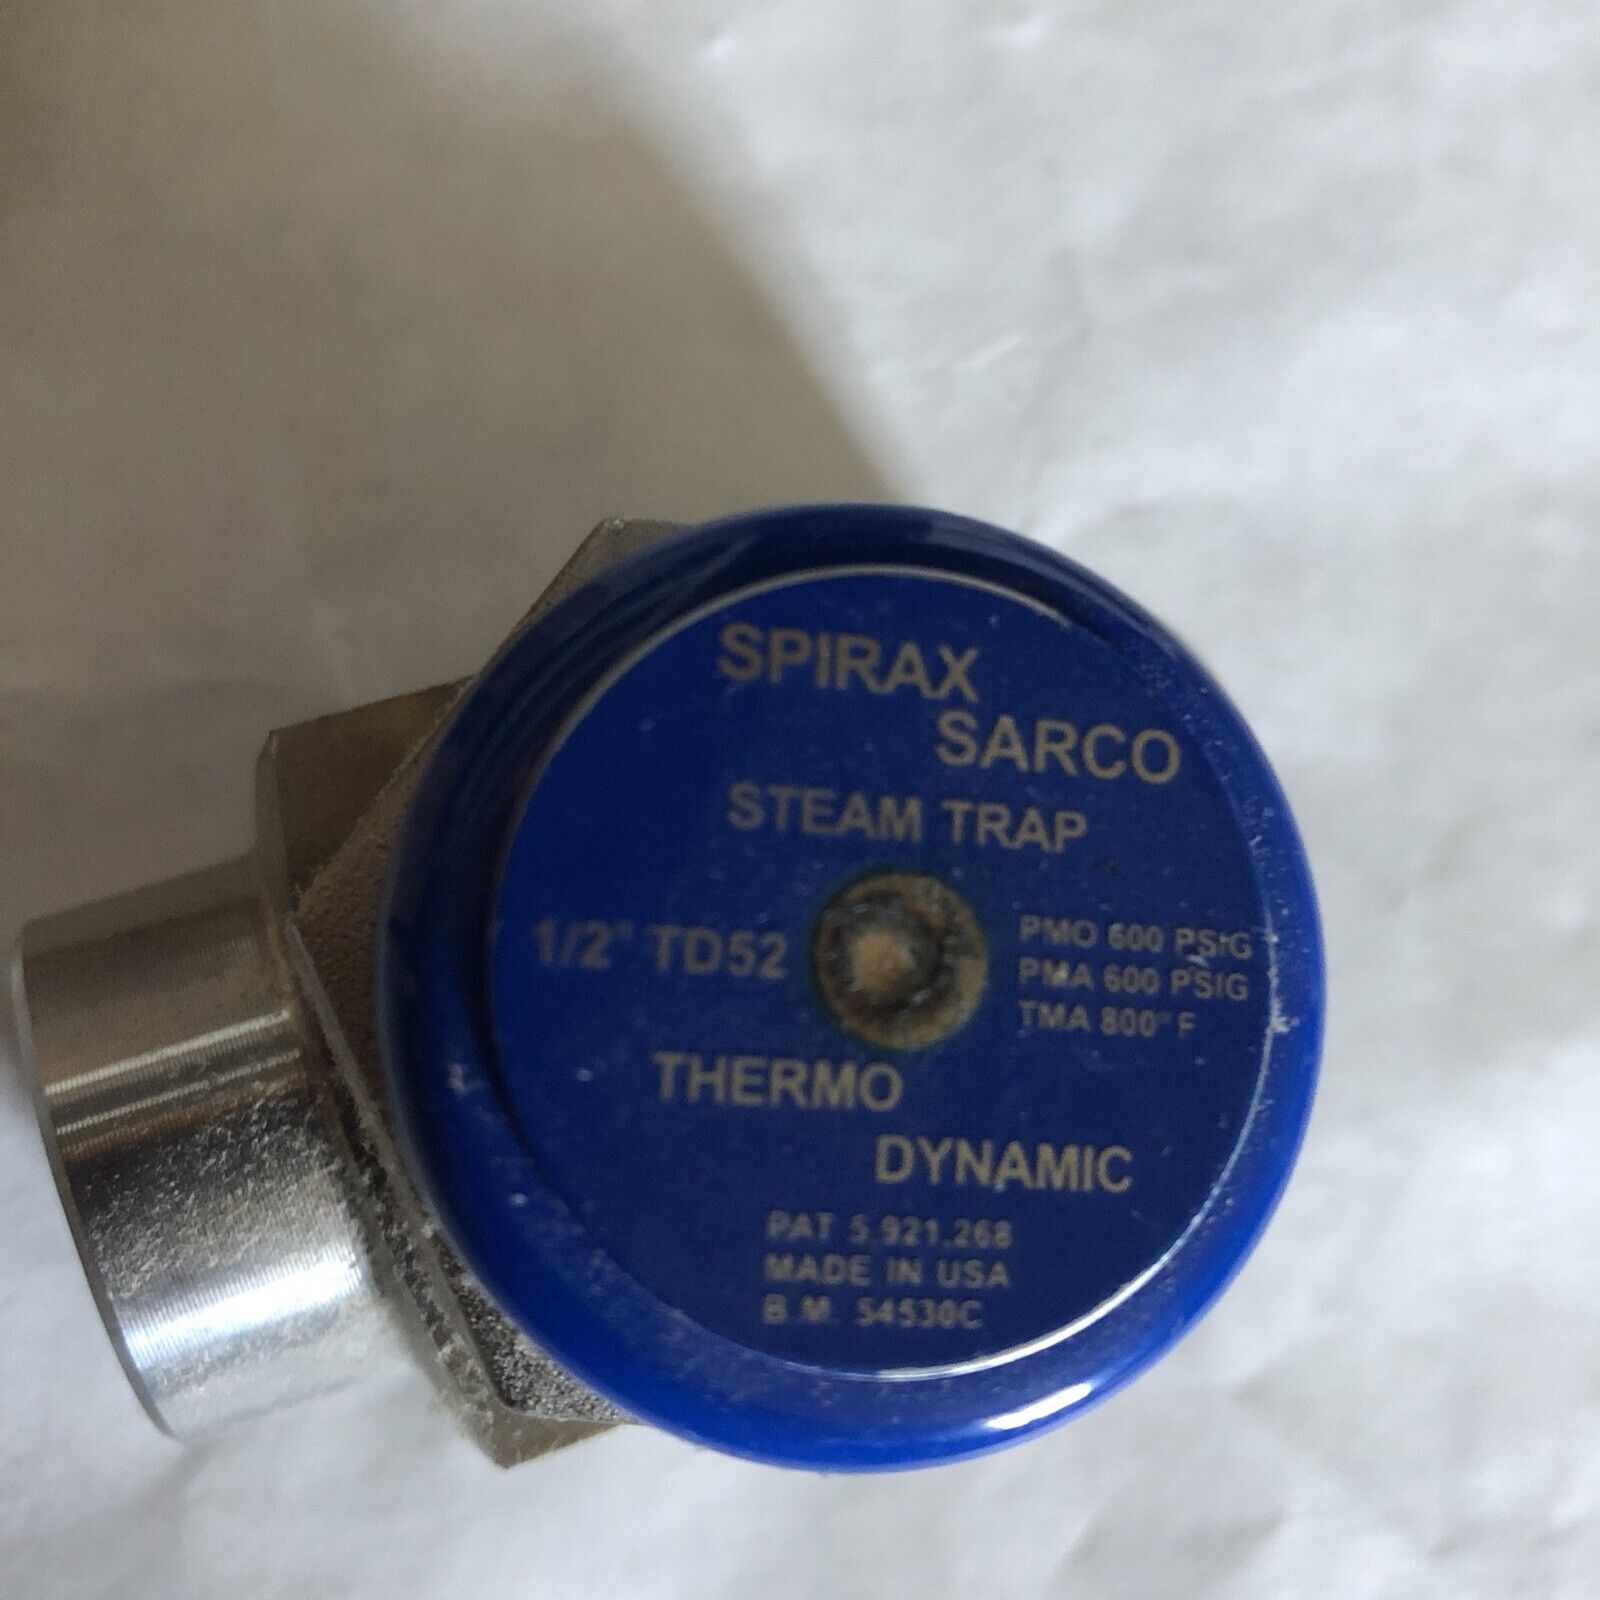 SPIRAX
SARCO
STEAM TRAP
1/2" TD52
PMO 600 PSIG
PMA 600 PSIG
TMA 800° F
THERMO
DYNAMIC
PAT 5.921.268
MADE IN USA
B.M. 54530C